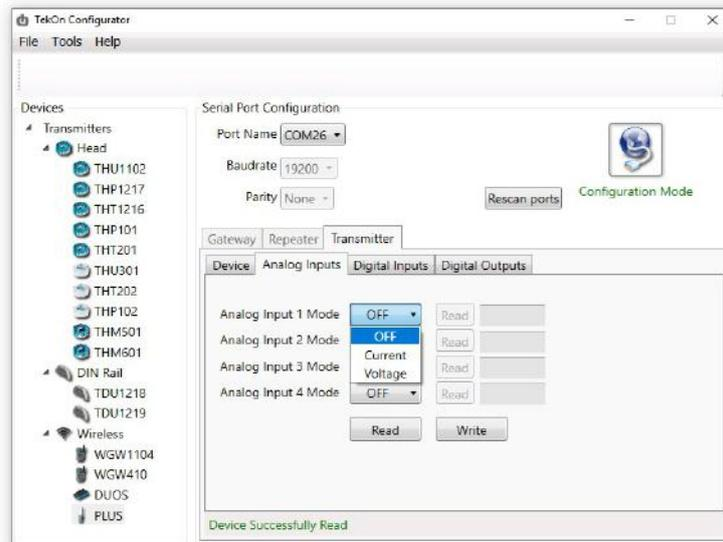 TekOn Configurator
File Tools Help
Devices
Transmitters
Head
THU1102
THP1217
THT1216
THP101
THT201
THU301
THT202
THP102
THM501
THM601
DIN Rail
TDU1218
TDU1219
Wireless
WGW1104
WGW410
DUOS
PLUS
Serial Port Configuration
Port Name COM26
Baudrate 19200
Parity None
Rescan ports
Configuration Mode
Gateway Repeater Transmitter
Device Analog Inputs Digital Inputs Digital Outputs
Analog Input 1 Mode OFF Read
Analog Input 2 Mode OFF Read
Current
Analog Input 3 Mode Voltage Read
Analog Input 4 Mode OFF Read
Read Write
Device Successfully Read